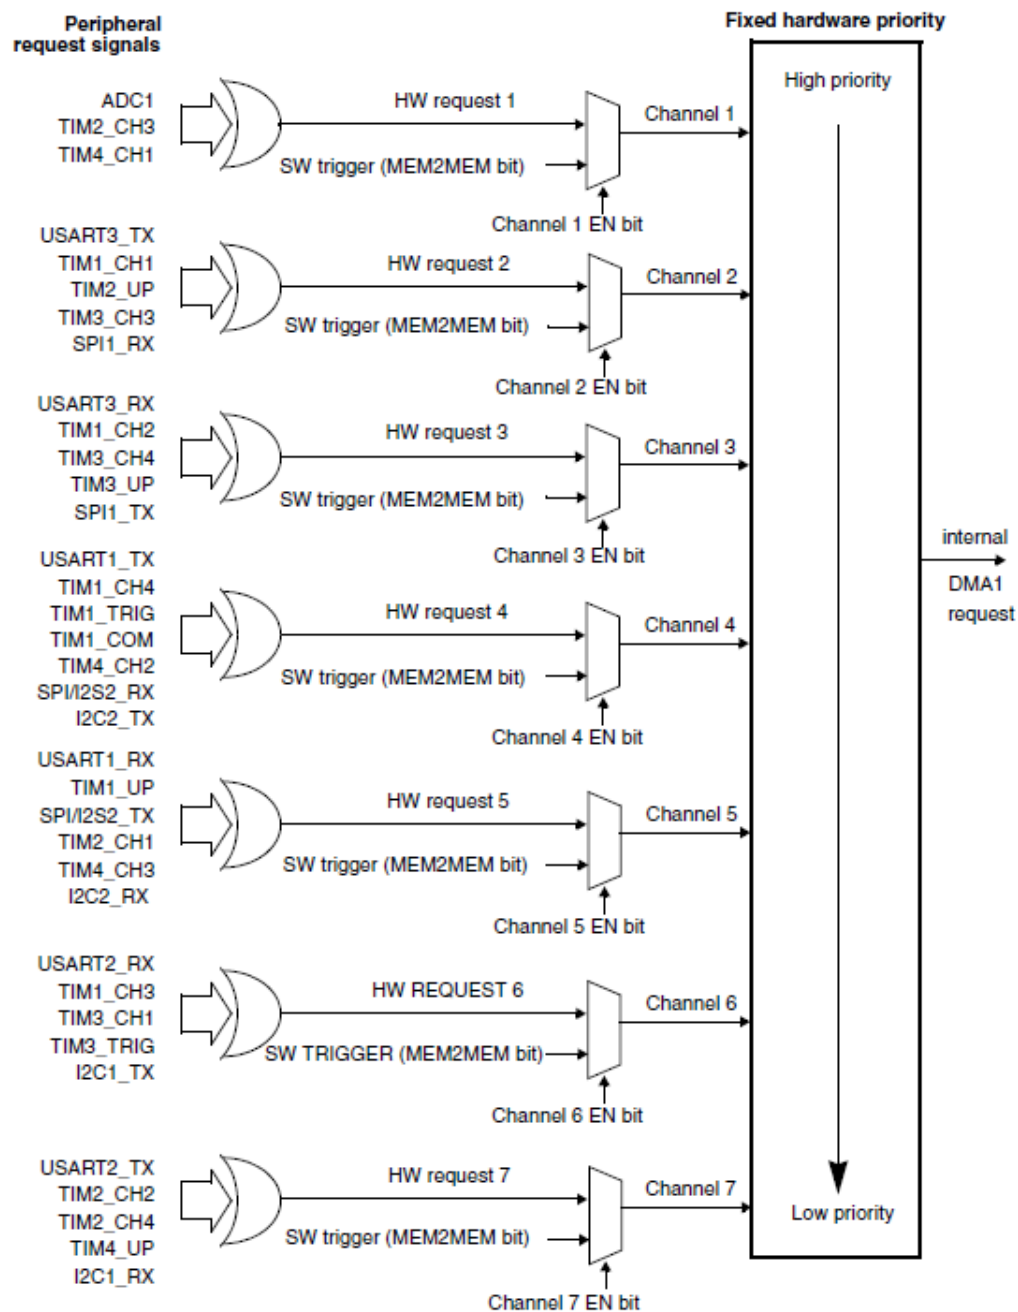 Peripheral
request signals
Fixed hardware priority
High priority
ADC1
TIM2_CH3
TIM4_CH1
HW request 1
SW trigger (MEM2MEM bit)
Channel 1
Channel 1 EN bit
USART3_TX
TIM1_CH1
TIM2_UP
TIM3_CH3
SPI1_RX
HW request 2
SW trigger (MEM2MEM bit)
Channel 2
Channel 2 EN bit
USART3_RX
TIM1_CH2
TIM3_CH4
TIM3_UP
SPI1_TX
HW request 3
SW trigger (MEM2MEM bit)
Channel 3
Channel 3 EN bit
USART1_TX
TIM1_CH4
TIM1_TRIG
TIM1_COM
TIM4_CH2
SPI/I2S2_RX
I2C2_TX
HW request 4
SW trigger (MEM2MEM bit)
Channel 4
Channel 4 EN bit
internal
DMA1
request
USART1_RX
TIM1_UP
SPI/I2S2_TX
TIM2_CH1
TIM4_CH3
I2C2_RX
HW request 5
SW trigger (MEM2MEM bit)
Channel 5
Channel 5 EN bit
USART2_RX
TIM1_CH3
TIM3_CH1
TIM3_TRIG
I2C1_TX
HW REQUEST 6
SW TRIGGER (MEM2MEM bit)
Channel 6
Channel 6 EN bit
USART2_TX
TIM2_CH2
TIM2_CH4
TIM4_UP
I2C1_RX
HW request 7
SW trigger (MEM2MEM bit)
Channel 7
Channel 7 EN bit
Low priority